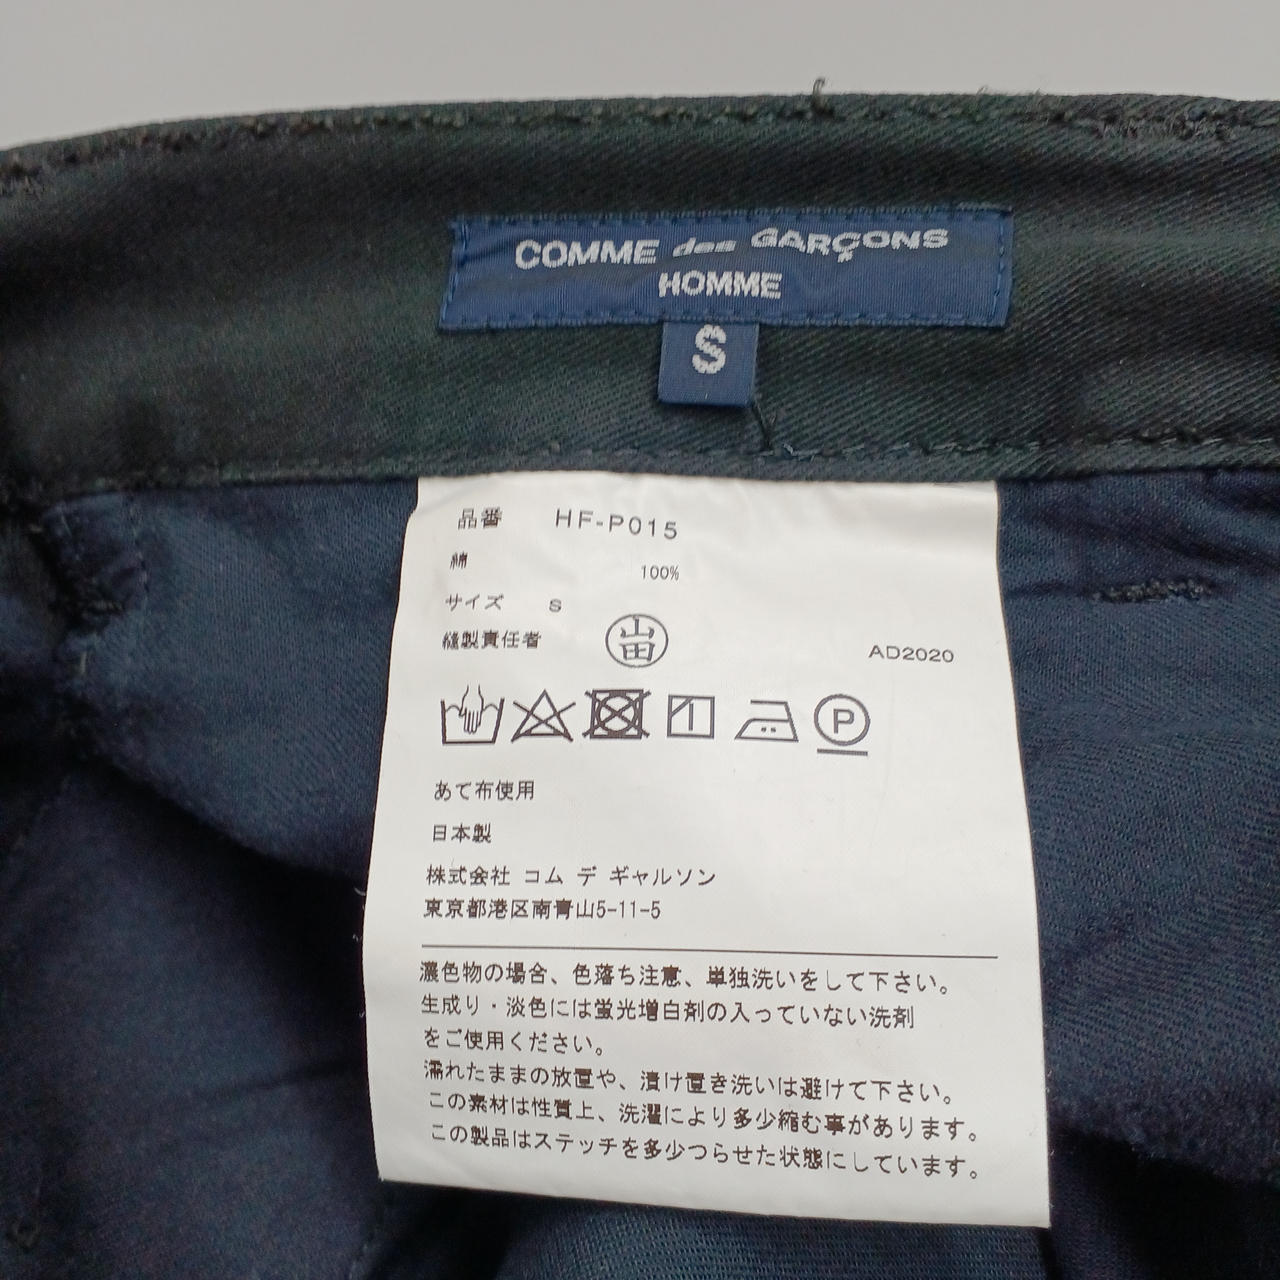 COMME des GARÇONS
HOMME
S
品番 HF-P015
綿 100%
サイズ S
縫製責任者 山田 AD2020
P
あて布使用
日本製
株式会社 コム デ ギャルソン
東京都港区南青山5-11-5
濃色物の場合、色落ち注意、単独洗いをして下さい。
生成り・淡色には蛍光増白剤の入っていない洗剤
をご使用ください。
濡れたままの放置や、漬け置き洗いは避けて下さい。
この素材は性質上、洗濯により多少縮む事があります。
この製品はステッチを多少つらせた状態にしています。